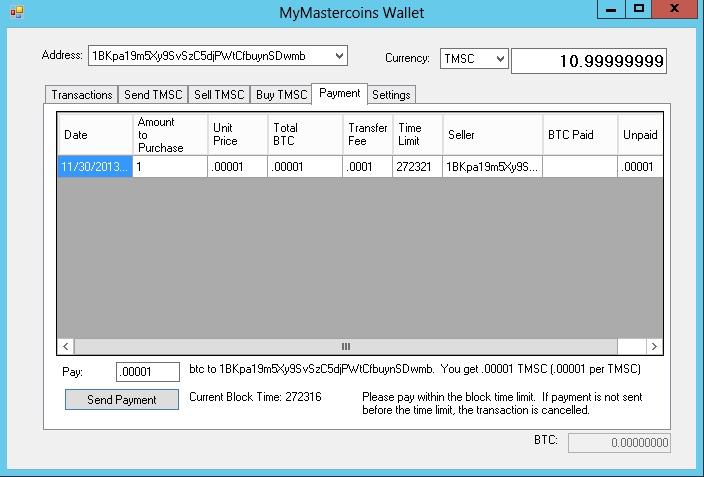 MyMastercoins Wallet
Address: 1BKpa19m5Xy9SvSzC5djPWtCfbuynSDwmb Currency: TMSC 10.99999999
Transactions Send TMSC Sell TMSC Buy TMSC Payment Settings
Date Amount to Purchase Unit Price Total BTC Transfer Fee Time Limit Seller BTC Paid Unpaid
11/30/2013... 1 .00001 .00001 .0001 272321 1BKpa19m5Xy9S... .00001
Pay: .00001 btc to 1BKpa19m5Xy9SvSzC5djPWtCfbuynSDwmb. You get .00001 TMSC (.00001 per TMSC)
Send Payment Current Block Time: 272316 Please pay within the block time limit. If payment is not sent
before the time limit, the transaction is cancelled.
BTC: 0.00000000